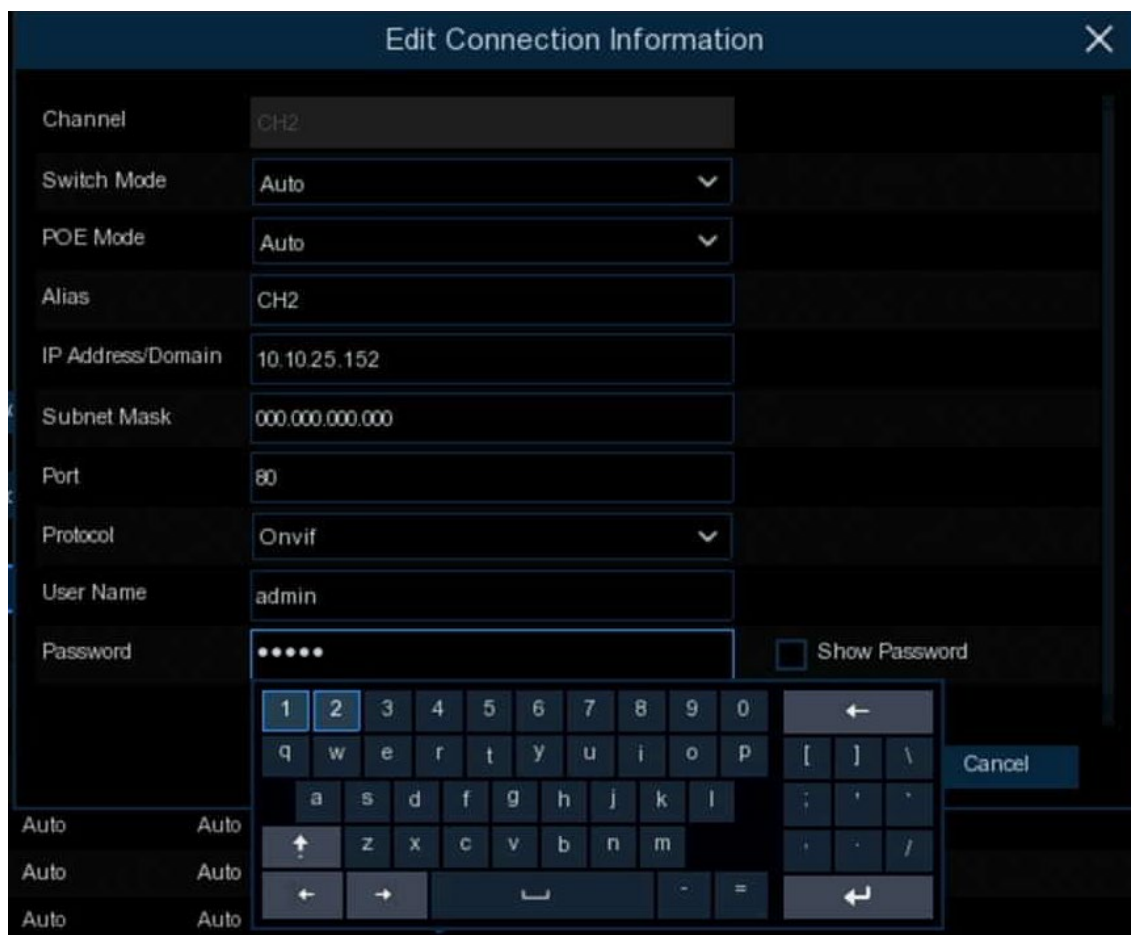 Edit Connection Information
Channel CH2
Switch Mode Auto
POE Mode Auto
Alias CH2
IP Address/Domain 10.10.25.152
Subnet Mask 000.000.000.000
Port 80
Protocol Onvif
User Name admin
Password ••••• Show Password
1 2 3 4 5 6 7 8 9 0 ←
q w e r t y u i o p [ ] \
Cancel
a s d f g h j k l ; ' `
z x c v b n m , . /
← → - =
Auto Auto
Auto Auto
Auto Auto